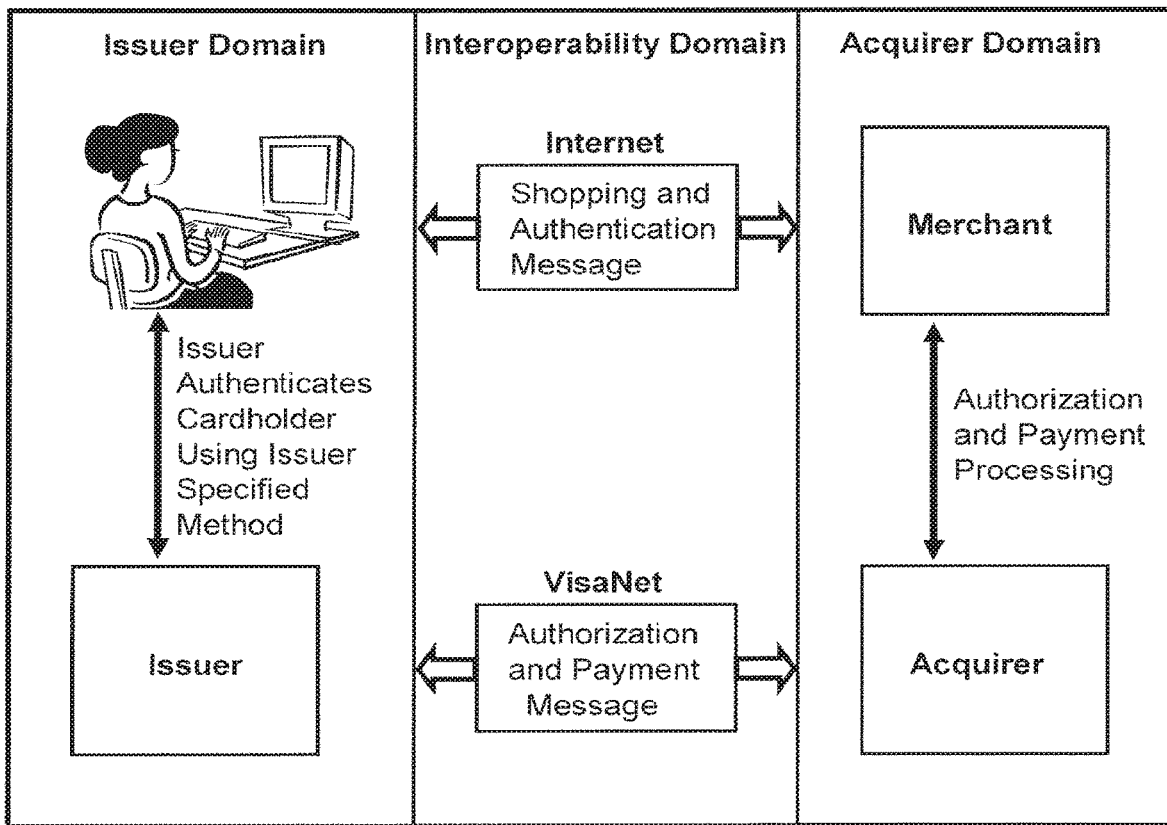 Issuer Domain
Interoperability Domain
Acquirer Domain
Internet
Shopping and
Authentication
Message
Merchant
Issuer
Authenticates
Cardholder
Using Issuer
Specified
Method
Authorization
and Payment
Processing
Issuer
VisaNet
Authorization
and Payment
Message
Acquirer